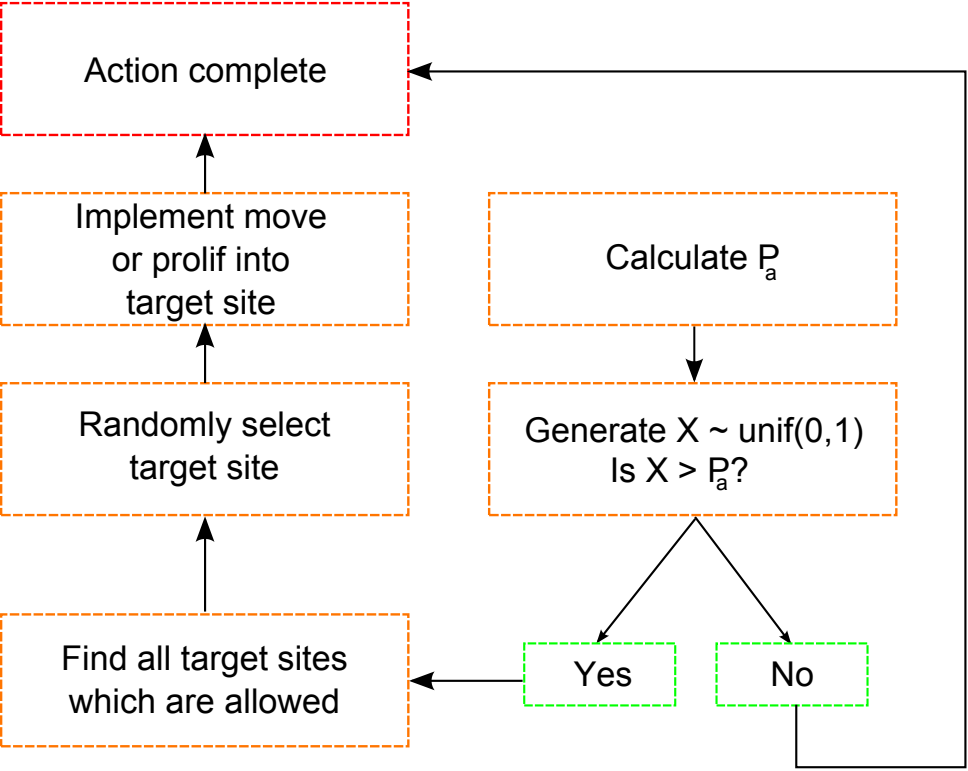 Action complete
Implement move
or prolif into
target site
Calculate Pa
Randomly select
target site
Generate X ~ unif(0,1)
Is X > Pa?
Find all target sites
which are allowed
Yes
No